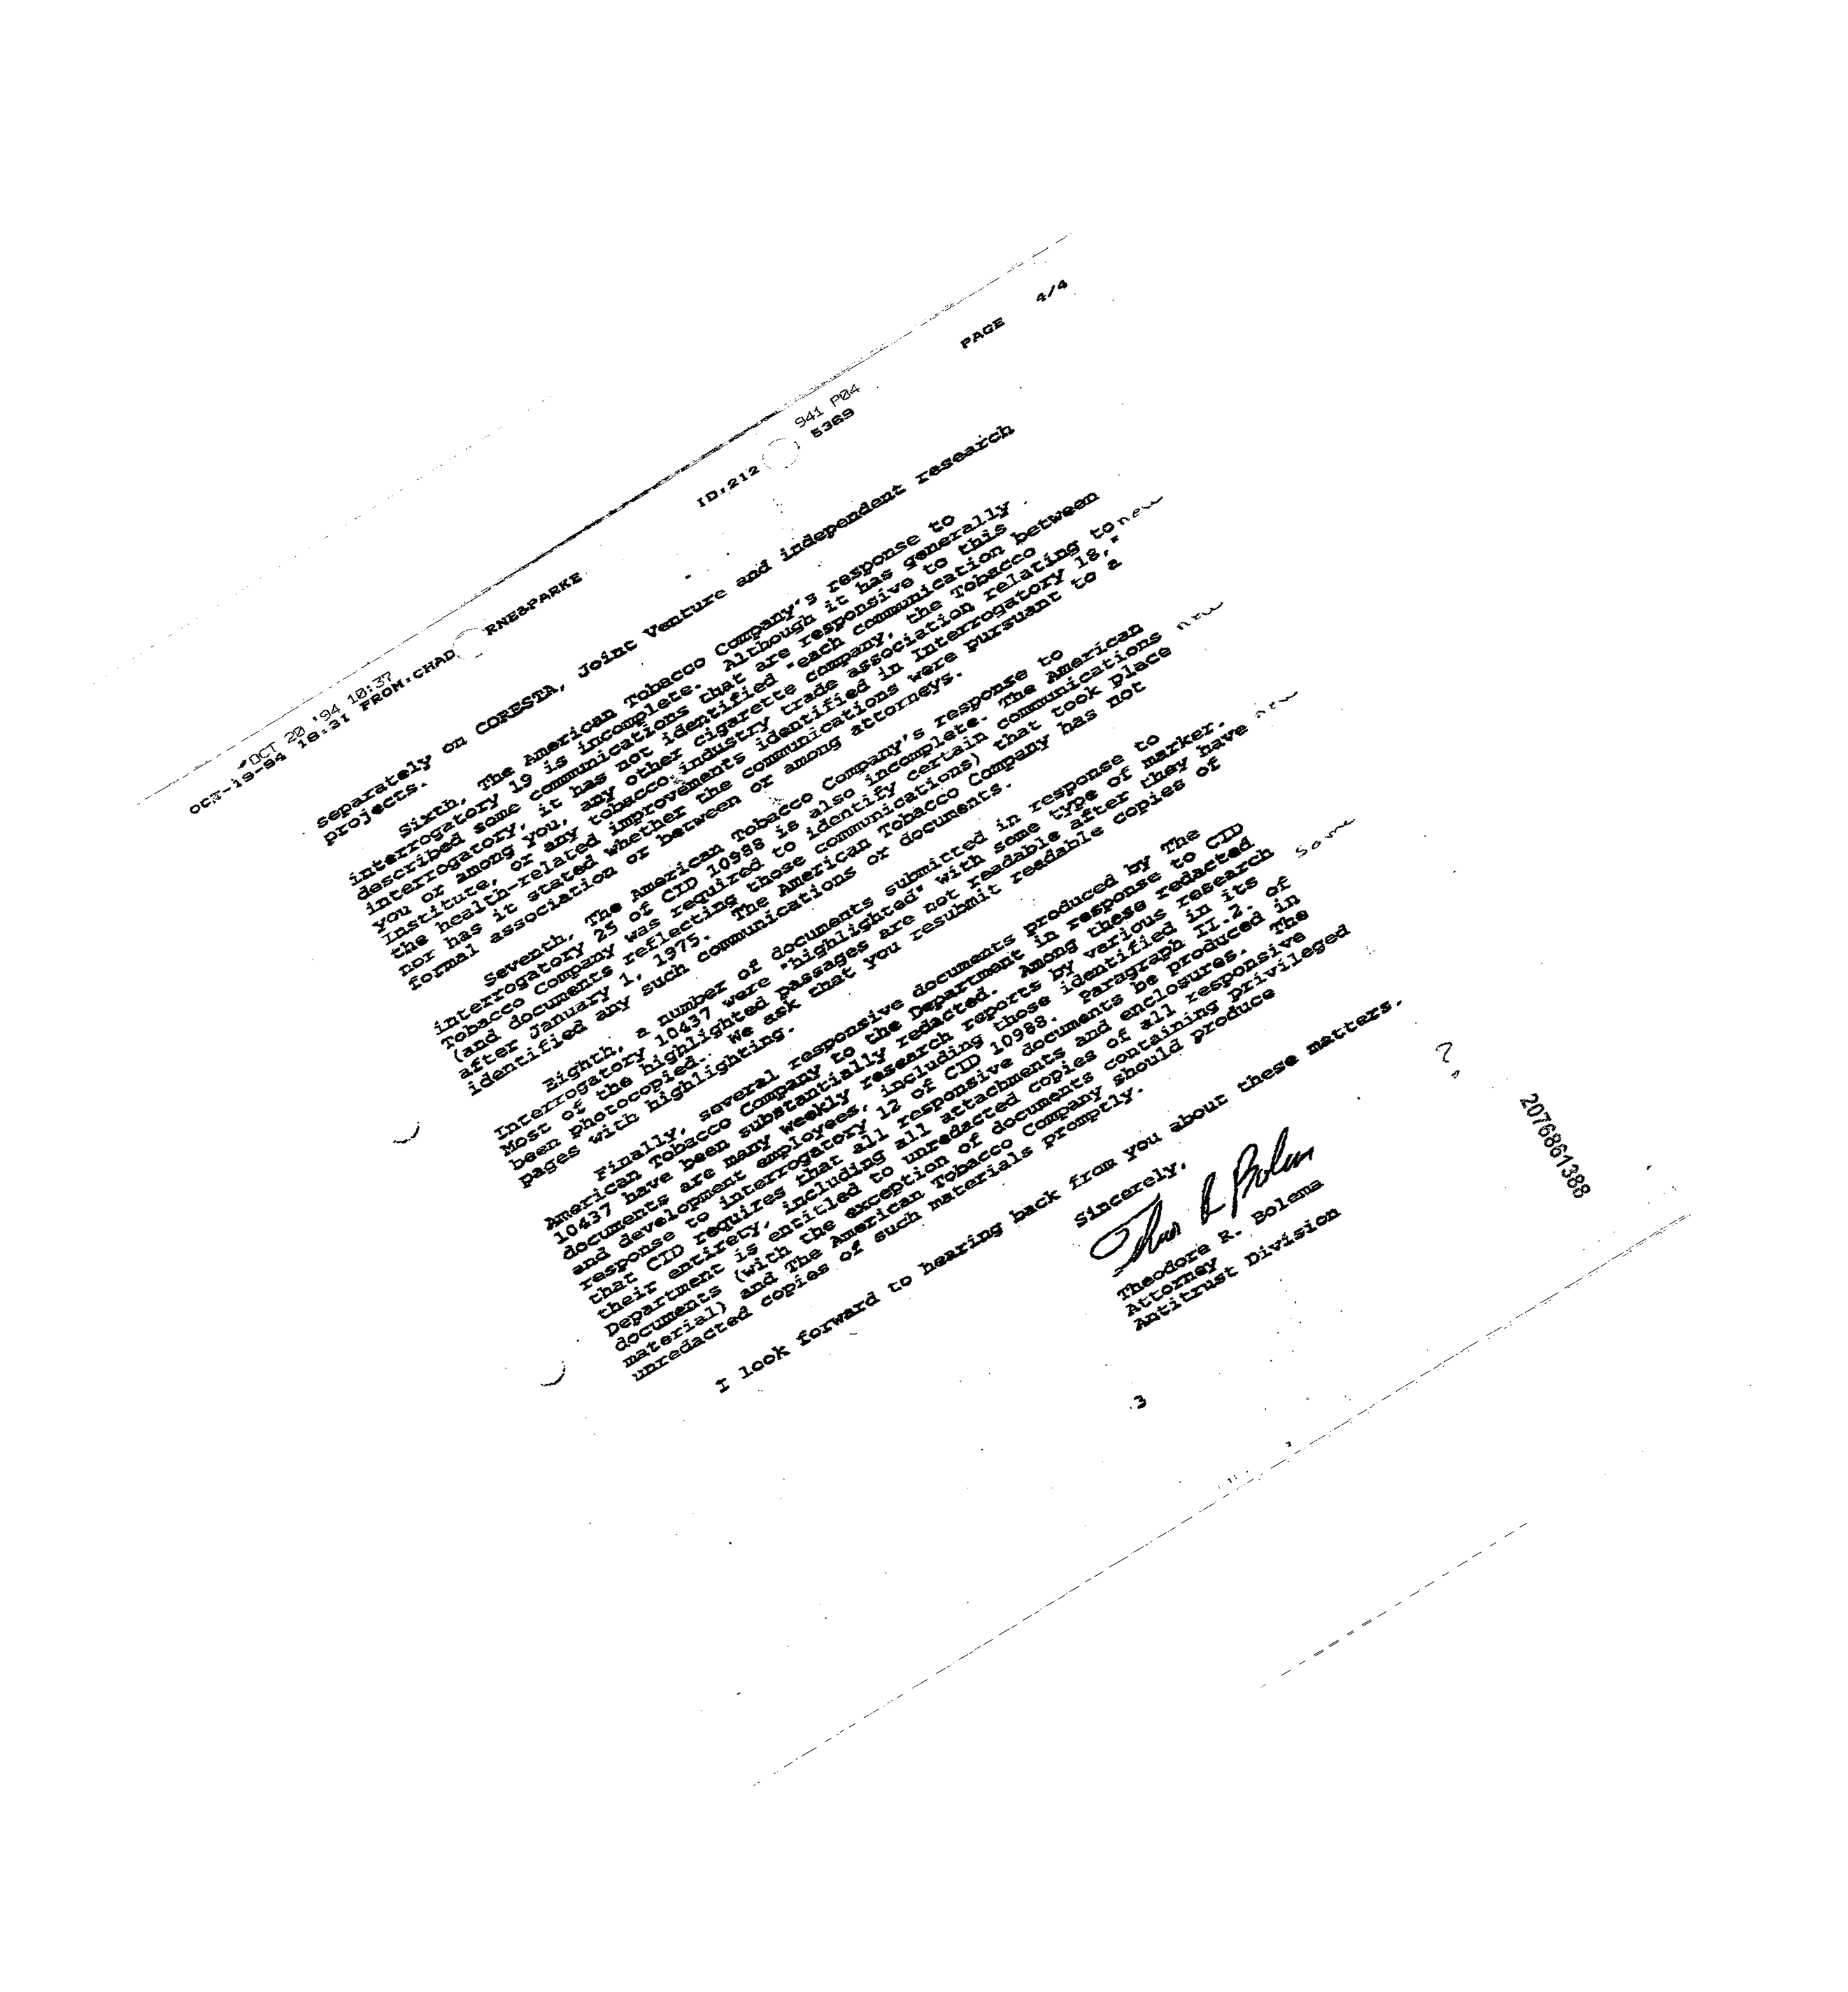 OCT 20 '94 10:37
941 P04
OCT-19-94 18.31 FROM.CHAD RNE&PARKE
ID.212 5369
PAGE 4/4
separately on CORESTA, Joint Venture and independent research
projects.
Sixth, The American Tobacco Company's response to
interrogatory 19 is incomplete. Although it has generally
described some communications that are responsive to this
interrogatory, it has not identified "each communication between
you or among you, any other cigarette company, the Tobacco
Institute, or any tobacco industry trade association relating to
the health-related improvements identified in Interrogatory 18,"
nor has it stated whether the communications were pursuant to a
formal association or between or among attorneys.
new
Seventh, The American Tobacco Company's response to
interrogatory 25 of CID 10988 is also incomplete. The American
Tobacco Company was required to identify certain communications
(and documents reflecting those communications) that took place
after January 1, 1975. The American Tobacco Company has not
identified any such communications or documents.
new
Eighth, a number of documents submitted in response to
Interrogatory 10437 were "highlighted" with some type of marker.
Most of the highlighted passages are not readable after they have
been photocopied. We ask that you resubmit readable copies of
pages with highlighting.
new
Finally, several responsive documents produced by The
American Tobacco Company to the Department in response to CID
10437 have been substantially redacted. Among these redacted
documents are many weekly research reports by various research
and development employees, including those identified in its
response to interrogatory 12 of CID 10988. Paragraph II.2. of
that CID requires that all responsive documents be produced in
their entirety, including all attachments and enclosures. The
Department is entitled to unredacted copies of all responsive
documents (with the exception of documents containing privileged
material) and The American Tobacco Company should produce
unredacted copies of such materials promptly.
Some
I look forward to hearing back from you about these matters.
?
Sincerely,
Theodore R. Bolema
Attorney
Antitrust Division
3
2076861388